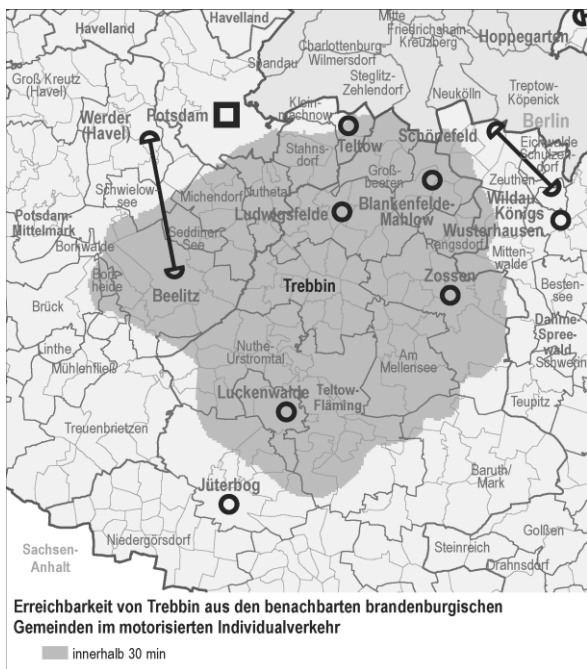 Havelland
Havelland
Mitte
Friedrichshain-
Kreuzberg
Hoppegarten
Charlottenburg-
Wilmersdorf
Spandau
Steglitz-
Zehlendorf
Groß Kreutz
(Havel)
Neukölln
Treptow-
Köpenick
Berlin
Werder
(Havel)
Potsdam
Klein-
machnow
Teltow
Schönefeld
Eichwalde
Schulzen-
dorf
Stahns-
dorf
Groß-
beeren
Zeuthen
Schwielow-
see
Michendorf
Nuthetal
Blankenfelde-
Mahlow
Wildau
Königs
Wusterhausen
Ludwigsfelde
Potsdam-
Mittelmark
Seddiner
See
Rangsdorf
Mitten-
walde
Borkwalde
Bork-
heide
Beelitz
Trebbin
Zossen
Besten-
see
Brück
Dahme-
Spree-
wald
Schwerin
Linthe
Mühlenfließ
Nuthe-
Urstromtal
Am
Mellensee
Luckenwalde
Teltow-
Fläming
Teupitz
Treuenbrietzen
Jüterbog
Baruth/
Mark
Niedergörsdorf
Golßen
Sachsen-
Anhalt
Steinreich
Drahnsdorf
Erreichbarkeit von Trebbin aus den benachbarten brandenburgischen
Gemeinden im motorisierten Individualverkehr
innerhalb 30 min